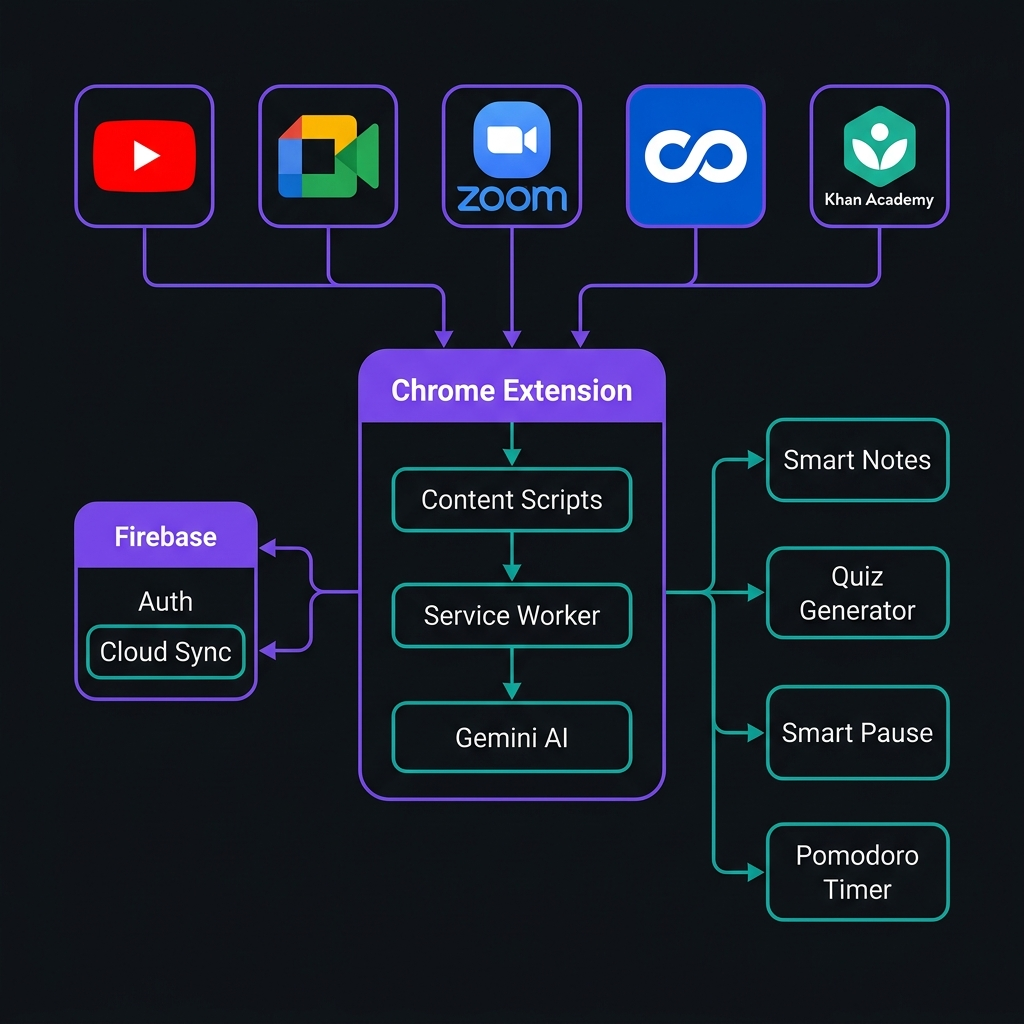 zoom
Khan Academy
Chrome Extension
Content Scripts
Service Worker
Gemini AI
Firebase
Auth
Cloud Sync
Smart Notes
Quiz
Generator
Smart Pause
Pomodoro
Timer